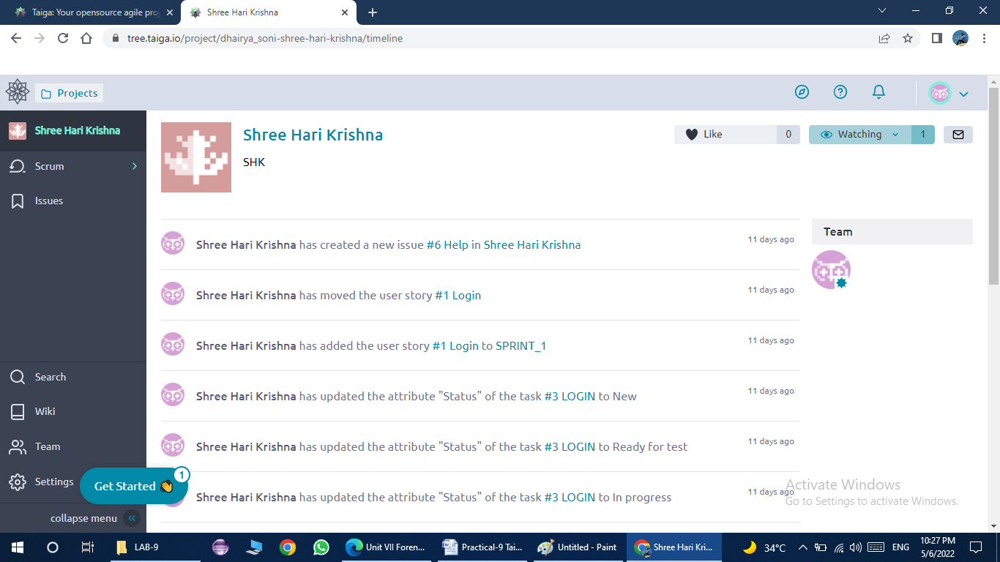 Taiga: Your opensource agile pro
Shree Hari Krishna
tree.taiga.io/project/dhairya_soni-shree-hari-krishna/timeline
Projects
Shree Hari Krishna
Scrum
Issues
Search
Wiki
Team
Settings
Get Started
1
collapse menu
Shree Hari Krishna
SHK
Like 0
Watching 1
Shree Hari Krishna has created a new issue #6 Help in Shree Hari Krishna
11 days ago
Shree Hari Krishna has moved the user story #1 Login
11 days ago
Shree Hari Krishna has added the user story #1 Login to SPRINT_1
11 days ago
Shree Hari Krishna has updated the attribute "Status" of the task #3 LOGIN to New
11 days ago
Shree Hari Krishna has updated the attribute "Status" of the task #3 LOGIN to Ready for test
11 days ago
Shree Hari Krishna has updated the attribute "Status" of the task #3 LOGIN to In progress
11 days ago
Team
Activate Windows
Go to Settings to activate Windows.
LAB-9
Unit VII Foren...
Practical-9 Tai...
Untitled - Paint
Shree Hari Kri...
34°C
ENG
10:27 PM
5/6/2022